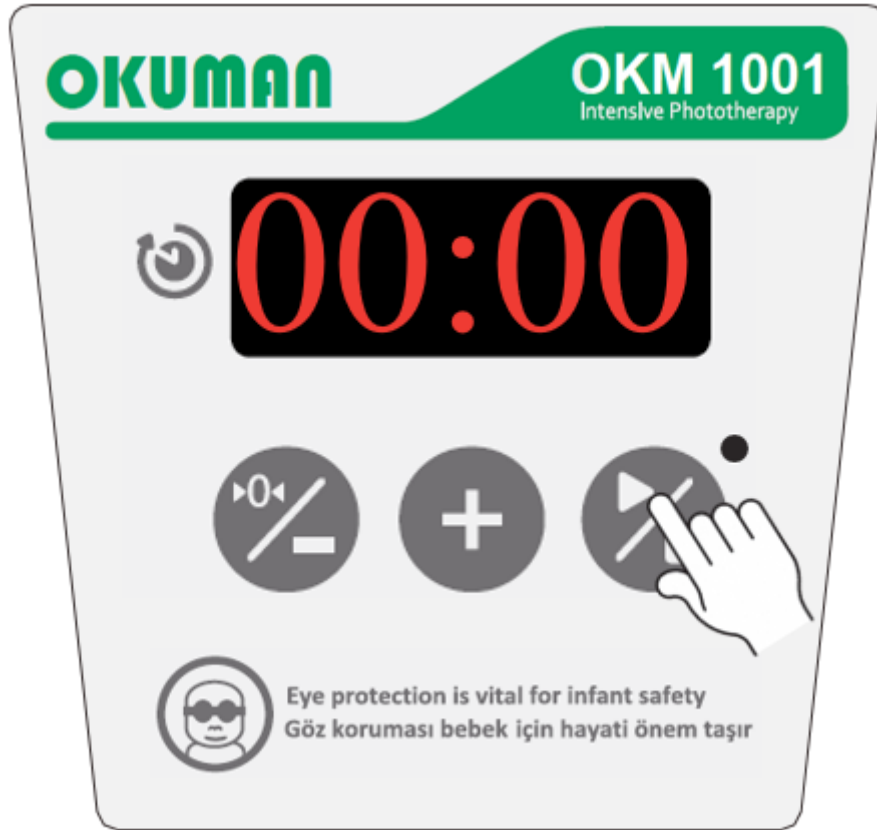 OKUMAN
OKM 1001
Intensive Phototherapy
00:00
0
Eye protection is vital for infant safety
Göz koruması bebek için hayati önem taşır